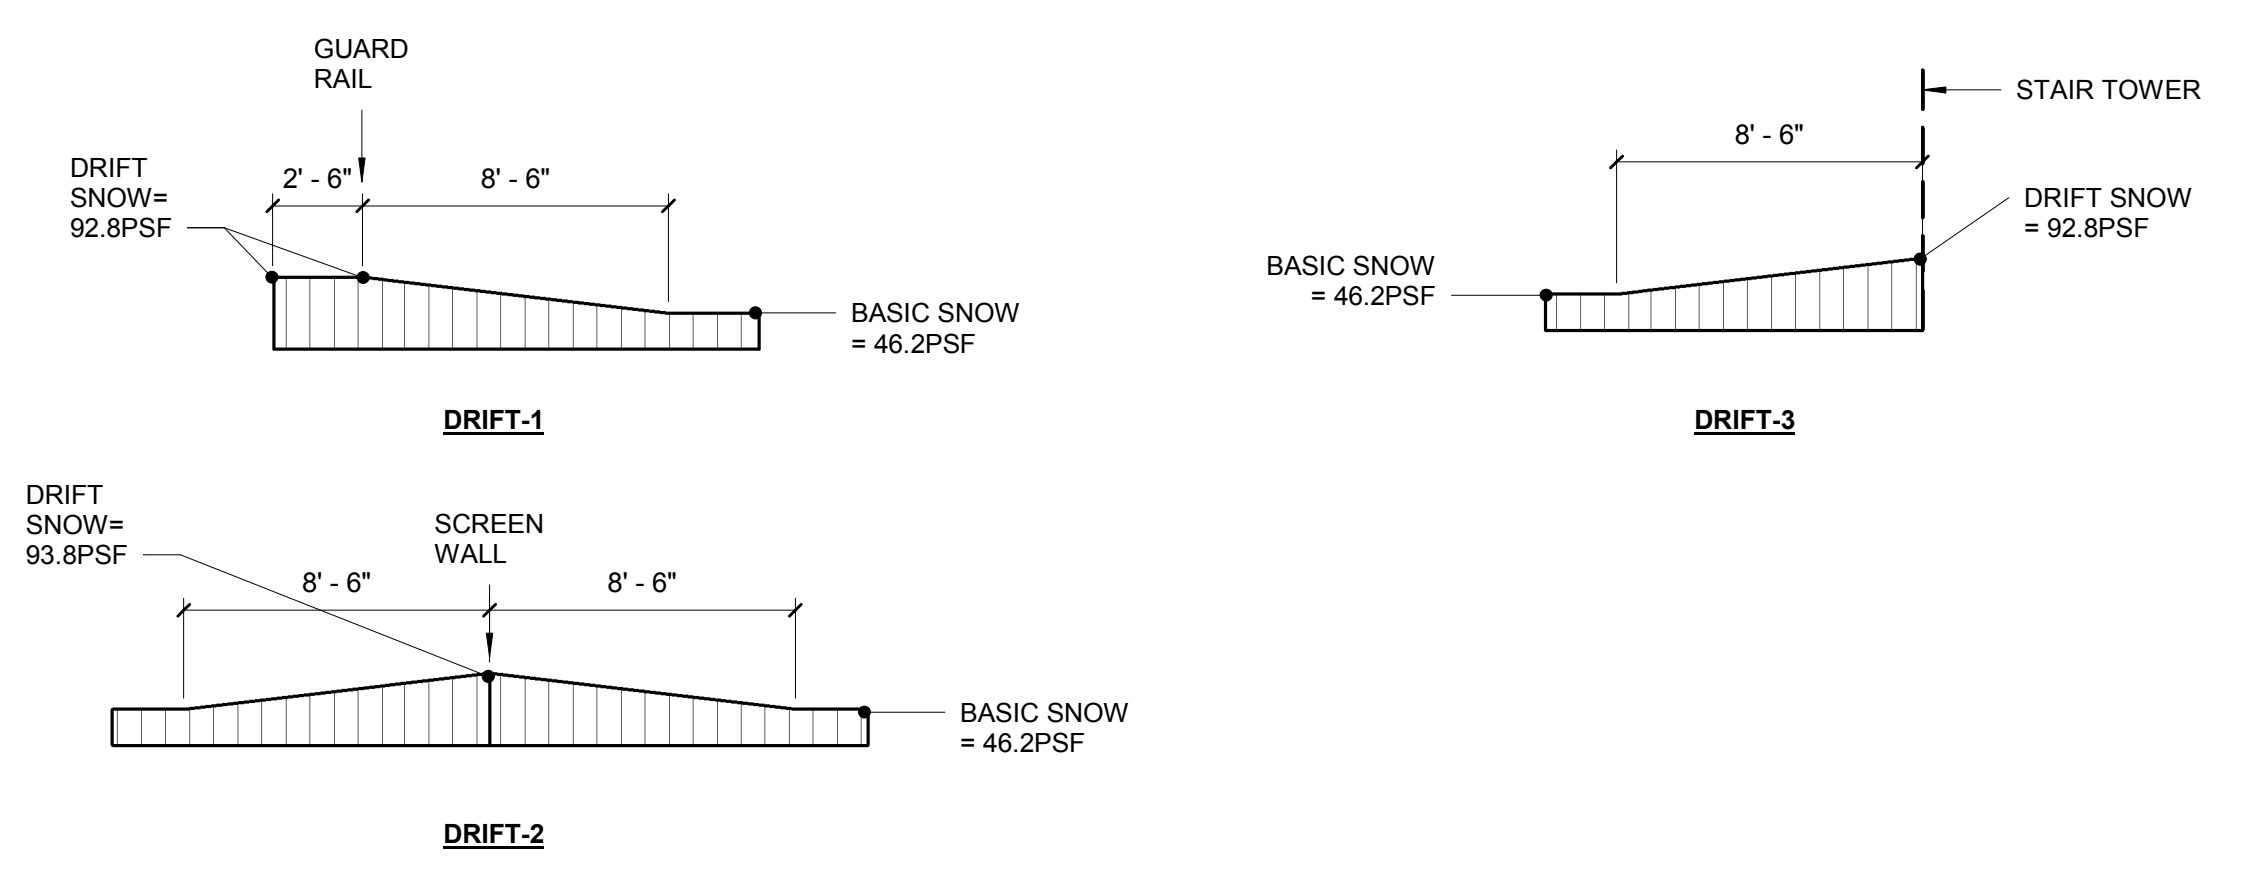 GUARD
RAIL
DRIFT
SNOW=
92.8PSF
2' - 6"
8' - 6"
BASIC SNOW
= 46.2PSF
DRIFT-1
STAIR TOWER
8' - 6"
DRIFT SNOW
= 92.8PSF
BASIC SNOW
= 46.2PSF
DRIFT-3
DRIFT
SNOW=
93.8PSF
SCREEN
WALL
8' - 6"
8' - 6"
BASIC SNOW
= 46.2PSF
DRIFT-2